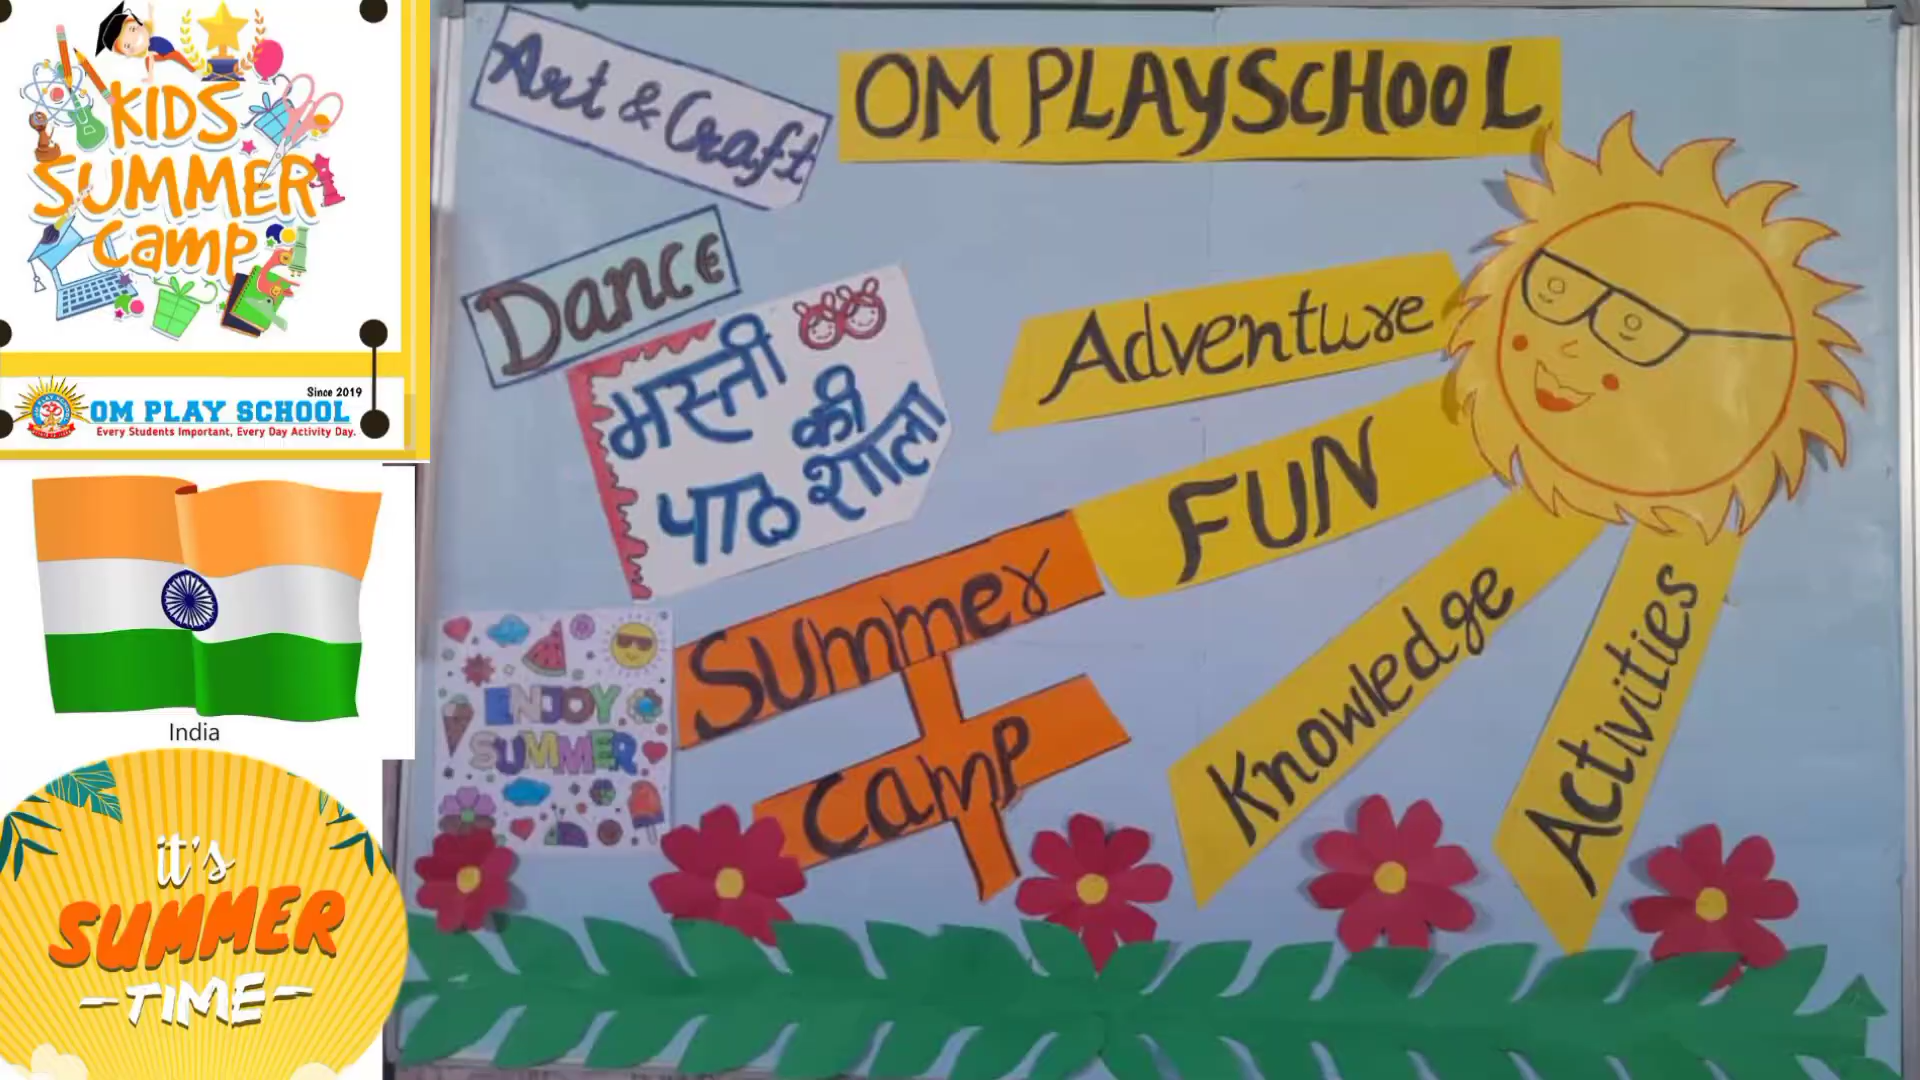 KIDS
SUMMER
camp
Since 2019
OM PLAY SCHOOL
Every Students Important, Every Day Activity Day.
India
it's
SUMMER
-TIME-
Art & Craft
OM PLAYSCHOOL
Dance
मस्ती
की
पाठशाला
Adventure
FUN
Knowledge
Activities
Summer
Camp
ENJOY
SUMMER